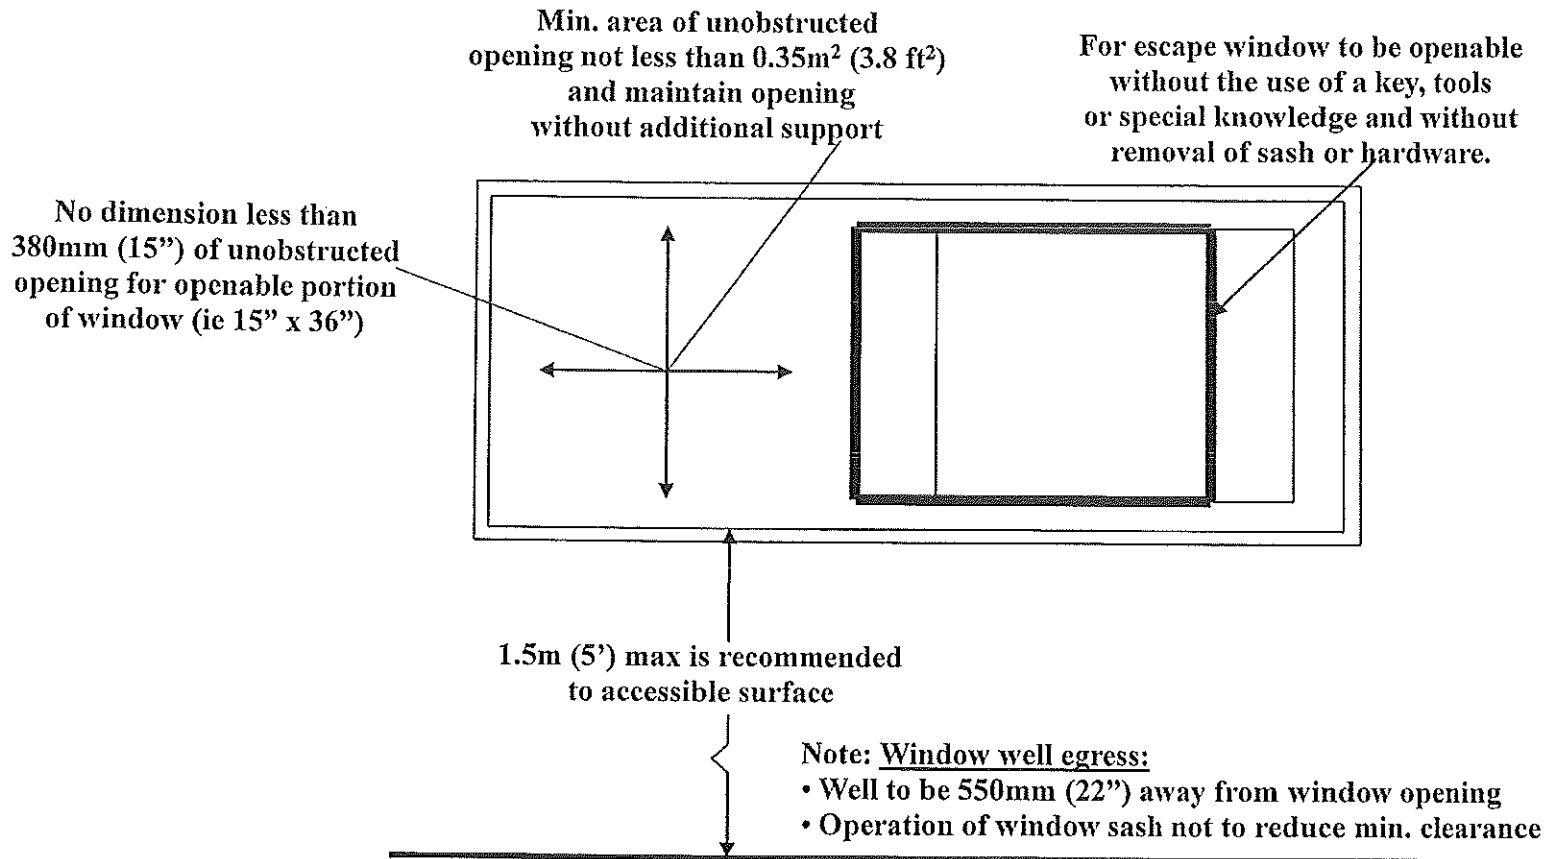 Min. area of unobstructed
opening not less than 0.35m² (3.8 ft²)
and maintain opening
without additional support
For escape window to be openable
without the use of a key, tools
or special knowledge and without
removal of sash or hardware.
No dimension less than
380mm (15”) of unobstructed
opening for openable portion
of window (ie 15” x 36”)
1.5m (5’) max is recommended
to accessible surface
Note: Window well egress:
• Well to be 550mm (22”) away from window opening
• Operation of window sash not to reduce min. clearance